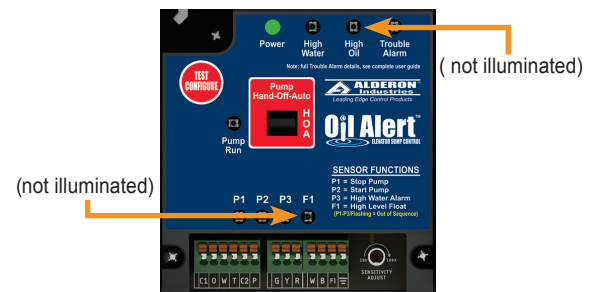 Power High Water High Oil Trouble Alarm
Note: full Trouble Alarm details, see complete user guide
( not illuminated)
TEST
CONFIGURE
Pump
Hand-Off-Auto
H
O
A
ALDERON
Industries
Leading Edge Control Products
Pump
Run
Oil Alert™
ELEVATOR SUMP CONTROL
SENSOR FUNCTIONS
P1 = Stop Pump
P2 = Start Pump
P3 = High Water Alarm
F1 = High Level Float
(P1-P3/Flashing = Out of Sequence)
(not illuminated)
P1 P2 P3 F1
C1 O W T C2 P G Y R W B F1
SENSITIVITY
ADJUST